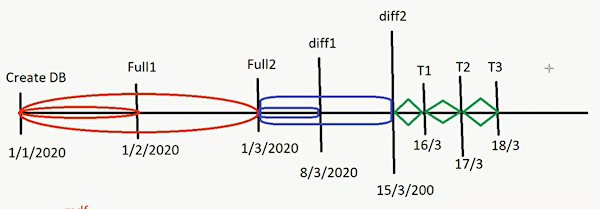 diff2
diff1
Create DB
Full1
Full2
T1
T2
T3
1/1/2020
1/2/2020
1/3/2020
16/3
18/3
17/3
8/3/2020
15/3/200